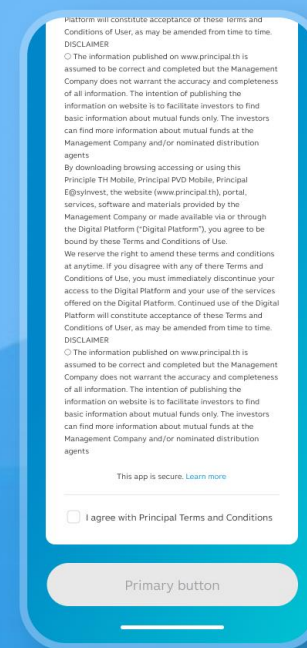 Platform will constitute acceptance of these Terms and
Conditions of User, as may be amended from time to time.
DISCLAIMER
○ The information published on www.principal.th is
assumed to be correct and completed but the Management
Company does not warrant the accuracy and completeness
of all information. The intention of publishing the
information on website is to facilitate investors to find
basic information about mutual funds only. The investors
can find more information about mutual funds at the
Management Company and/or nominated distribution
agents
By downloading browsing accessing or using this
Principle TH Mobile, Principal PVD Mobile, Principal
E@syInvest, the website (www.principal.th), portal,
services, software and materials provided by the
Management Company or made available via or through
the Digital Platform ("Digital Platform"), you agree to be
bound by these Terms and Conditions of Use.
We reserve the right to amend these terms and conditions
at anytime. If you disagree with any of there Terms and
Conditions of Use, you must immediately discontinue your
access to the Digital Platform and your use of the services
offered on the Digital Platform. Continued use of the Digital
Platform will constitute acceptance of these Terms and
Conditions of User, as may be amended from time to time.
DISCLAIMER
○ The information published on www.principal.th is
assumed to be correct and completed but the Management
Company does not warrant the accuracy and completeness
of all information. The intention of publishing the
information on website is to facilitate investors to find
basic information about mutual funds only. The investors
can find more information about mutual funds at the
Management Company and/or nominated distribution
agents
This app is secure. Learn more
I agree with Principal Terms and Conditions
Primary button